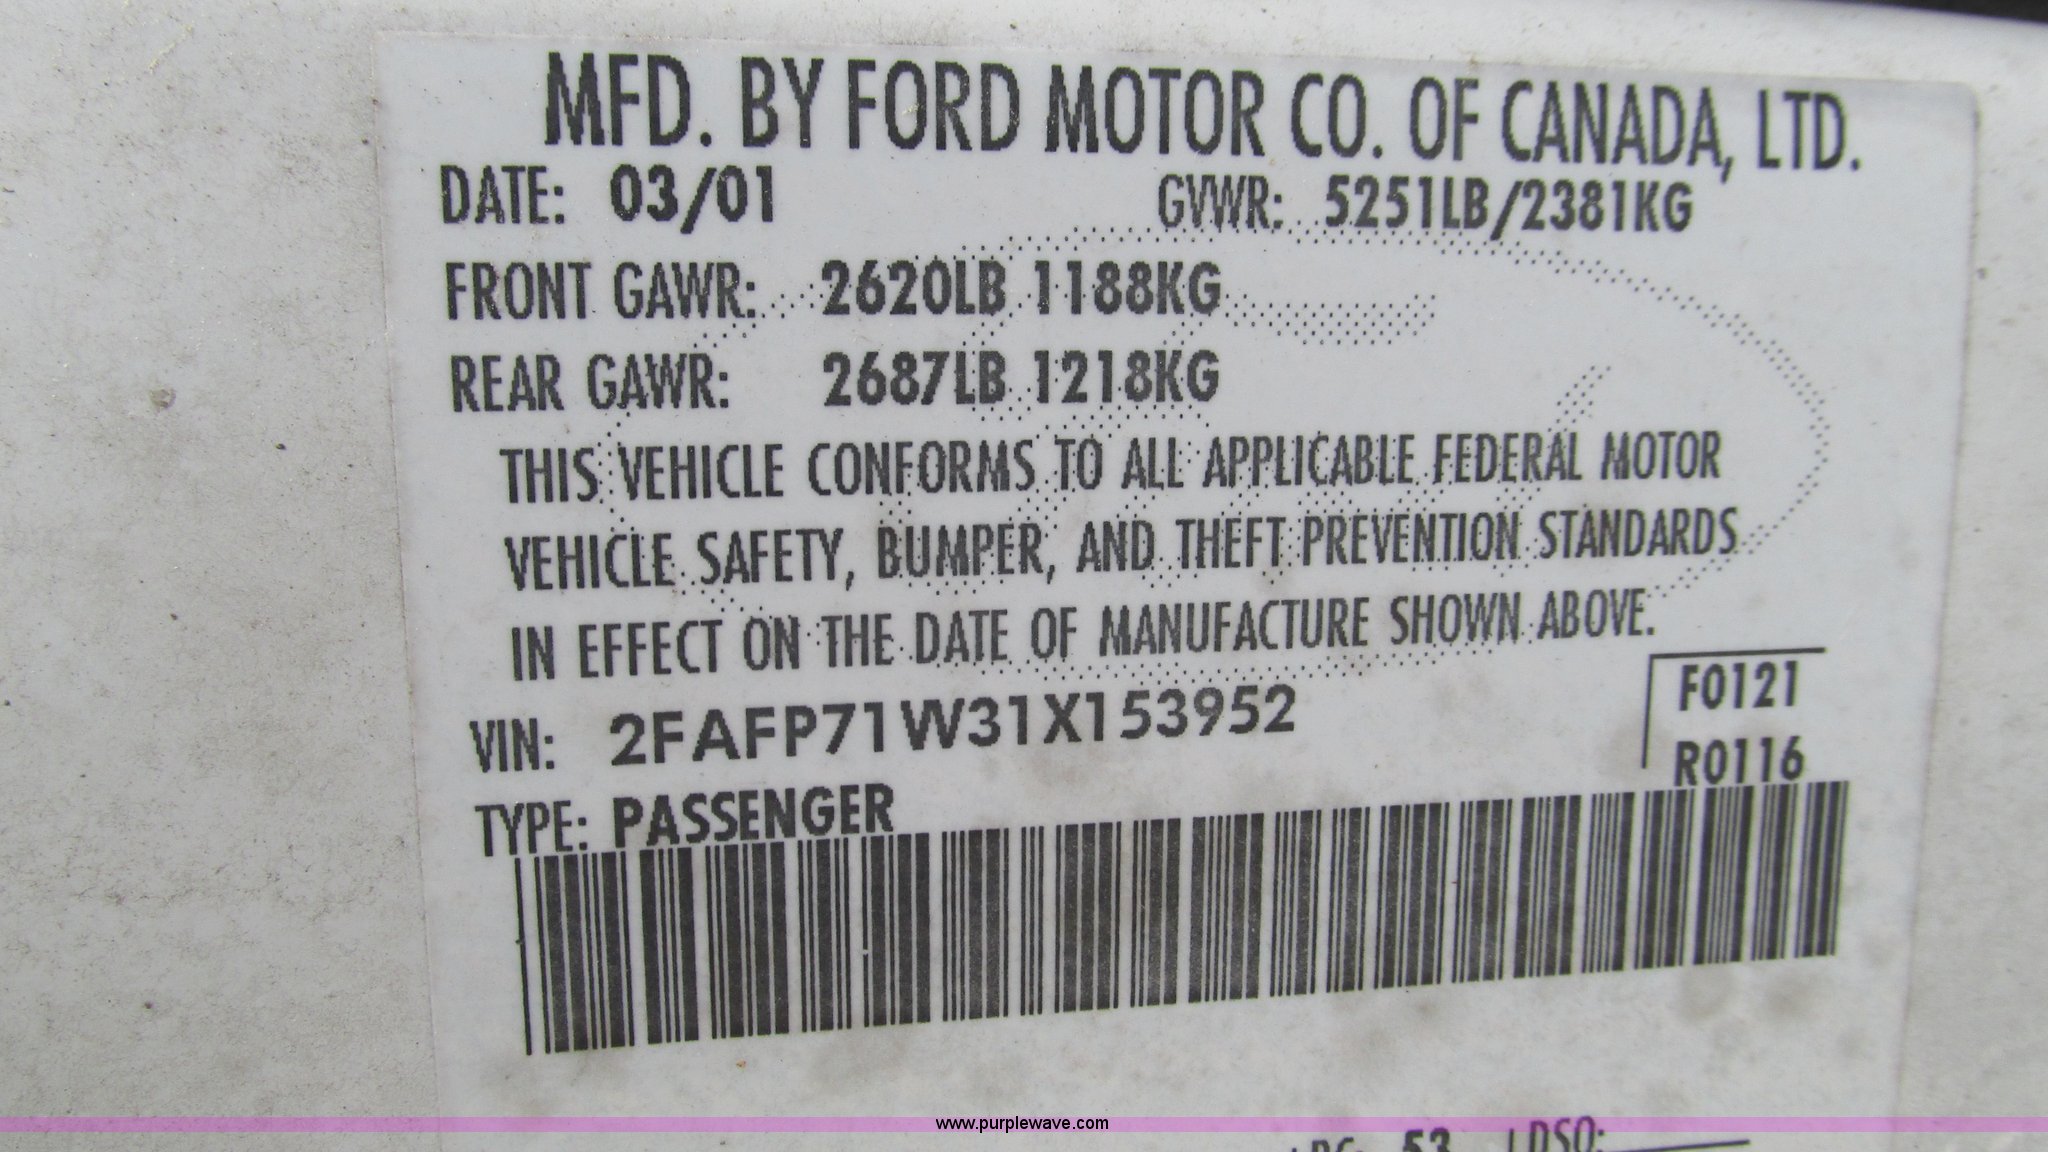 MFD. BY FORD MOTOR CO. OF CANADA, LTD.
DATE: 03/01 GVWR: 5251LB/2381KG
FRONT GAWR: 2620LB 1188KG
REAR GAWR: 2687LB 1218KG
THIS VEHICLE CONFORMS TO ALL APPLICABLE FEDERAL MOTOR
VEHICLE SAFETY, BUMPER, AND THEFT PREVENTION STANDARDS
IN EFFECT ON THE DATE OF MANUFACTURE SHOWN ABOVE.
VIN: 2FAFP71W31X153952
F0121
R0116
TYPE: PASSENGER
www.purplewave.com
53 LDSO: